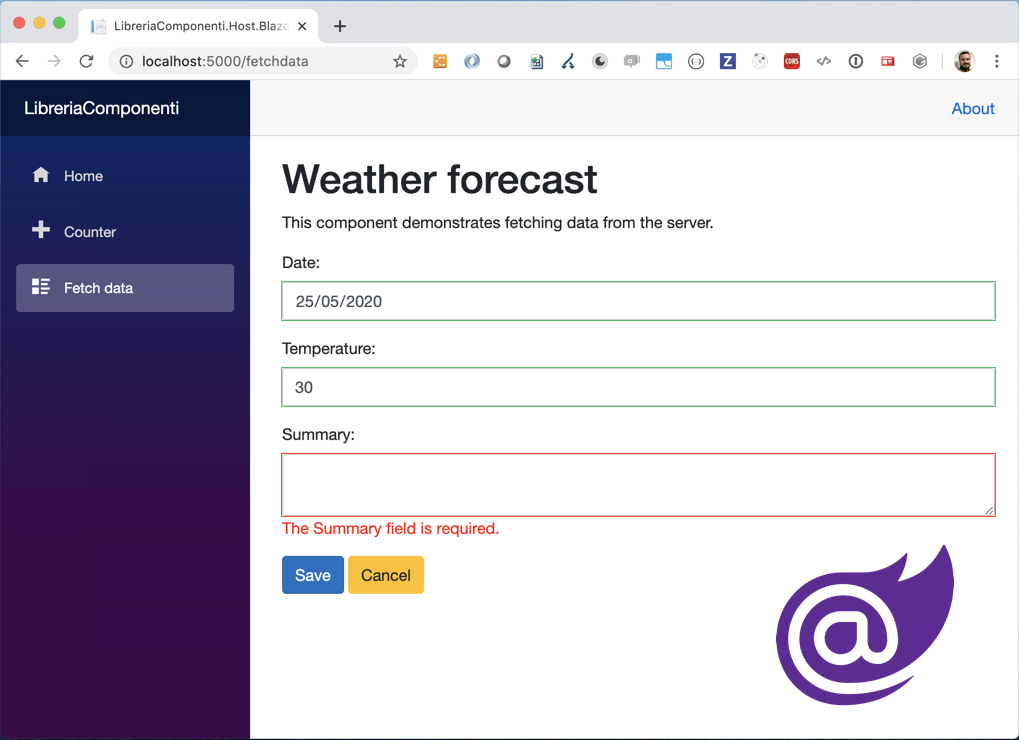 LibreriaComponenti.Host.Blazo
localhost:5000/fetchdata
CORS
LibreriaComponenti
About
Home
Counter
Fetch data
Weather forecast
This component demonstrates fetching data from the server.
Date:
25/05/2020
Temperature:
30
Summary:
The Summary field is required.
Save
Cancel
@